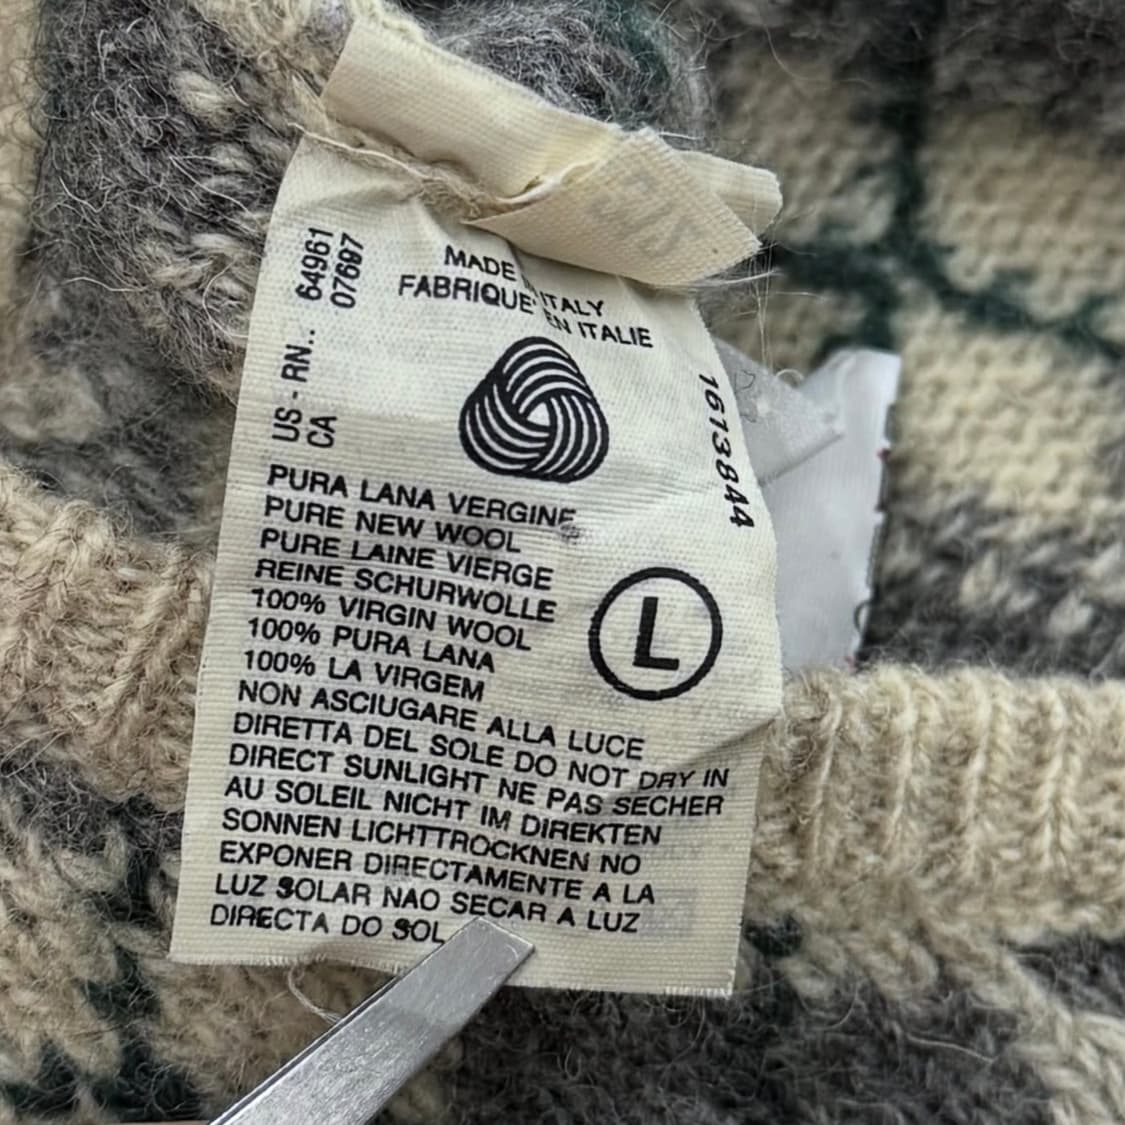 US - RN.. 64961
CA 07697
MADE ITALY
FABRIQUE EN ITALIE
1613844
PURA LANA VERGINE
PURE NEW WOOL
PURE LAINE VIERGE
REINE SCHURWOLLE
100% VIRGIN WOOL
100% PURA LANA
100% LA VIRGEM
L
NON ASCIUGARE ALLA LUCE
DIRETTA DEL SOLE DO NOT DRY IN
DIRECT SUNLIGHT NE PAS SECHER
AU SOLEIL NICHT IM DIREKTEN
SONNEN LICHTTROCKNEN NO
EXPONER DIRECTAMENTE A LA
LUZ SOLAR NAO SECAR A LUZ
DIRECTA DO SOL